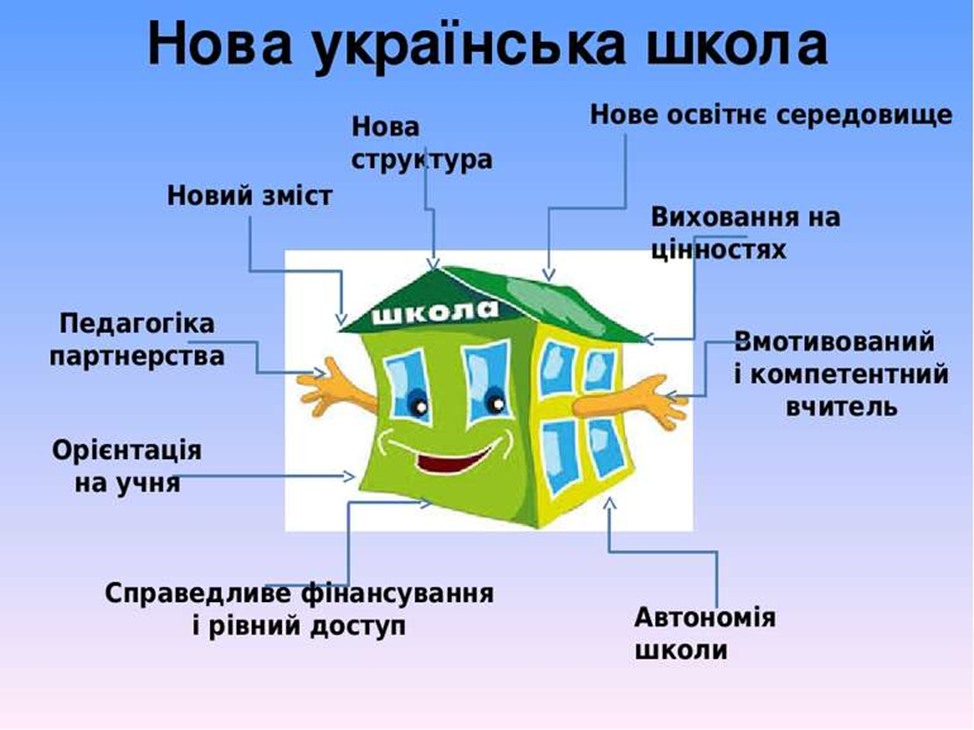 Нова українська школа
Нове освітнє середовище
Нова
структура
Новий зміст
Виховання на
цінностях
школа
Педагогіка
партнерства
Вмотивований
і компетентний
вчитель
Орієнтація
на учня
Справедливе фінансування
і рівний доступ
Автономія
школи